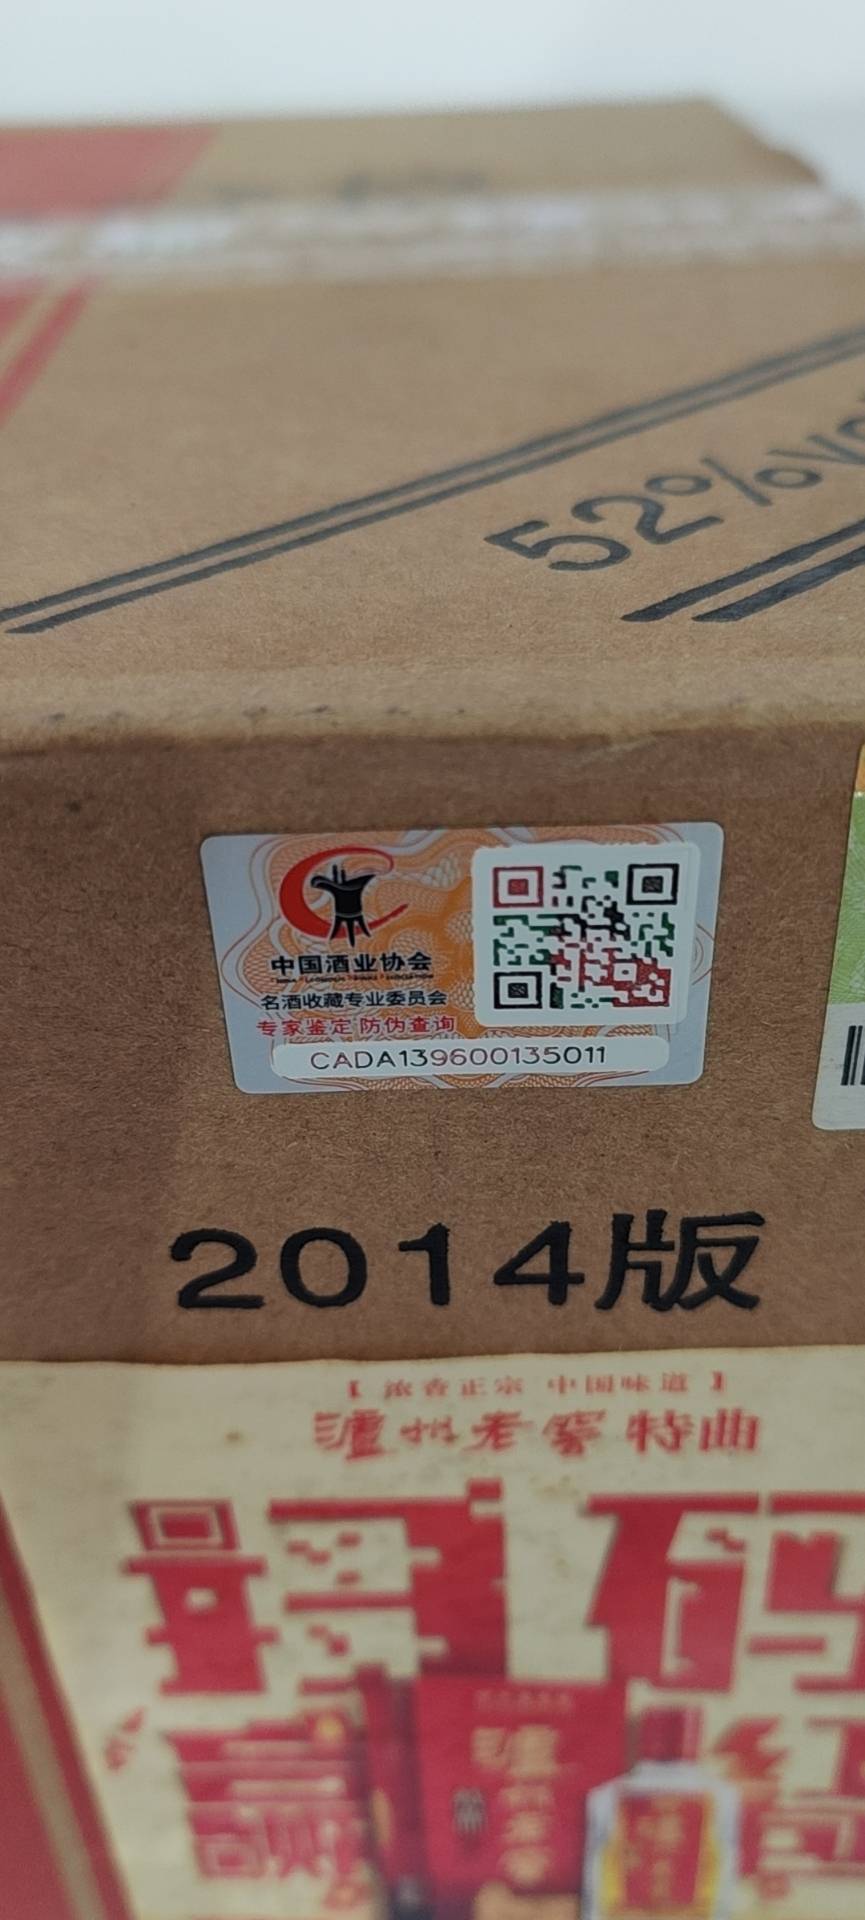 52%vo
中国酒业协会
名酒收藏专业委员会
专家鉴定 防伪查询
CADA139600135011
2014版
【 浓香正宗 中国味道 】
泸州老窖 特曲